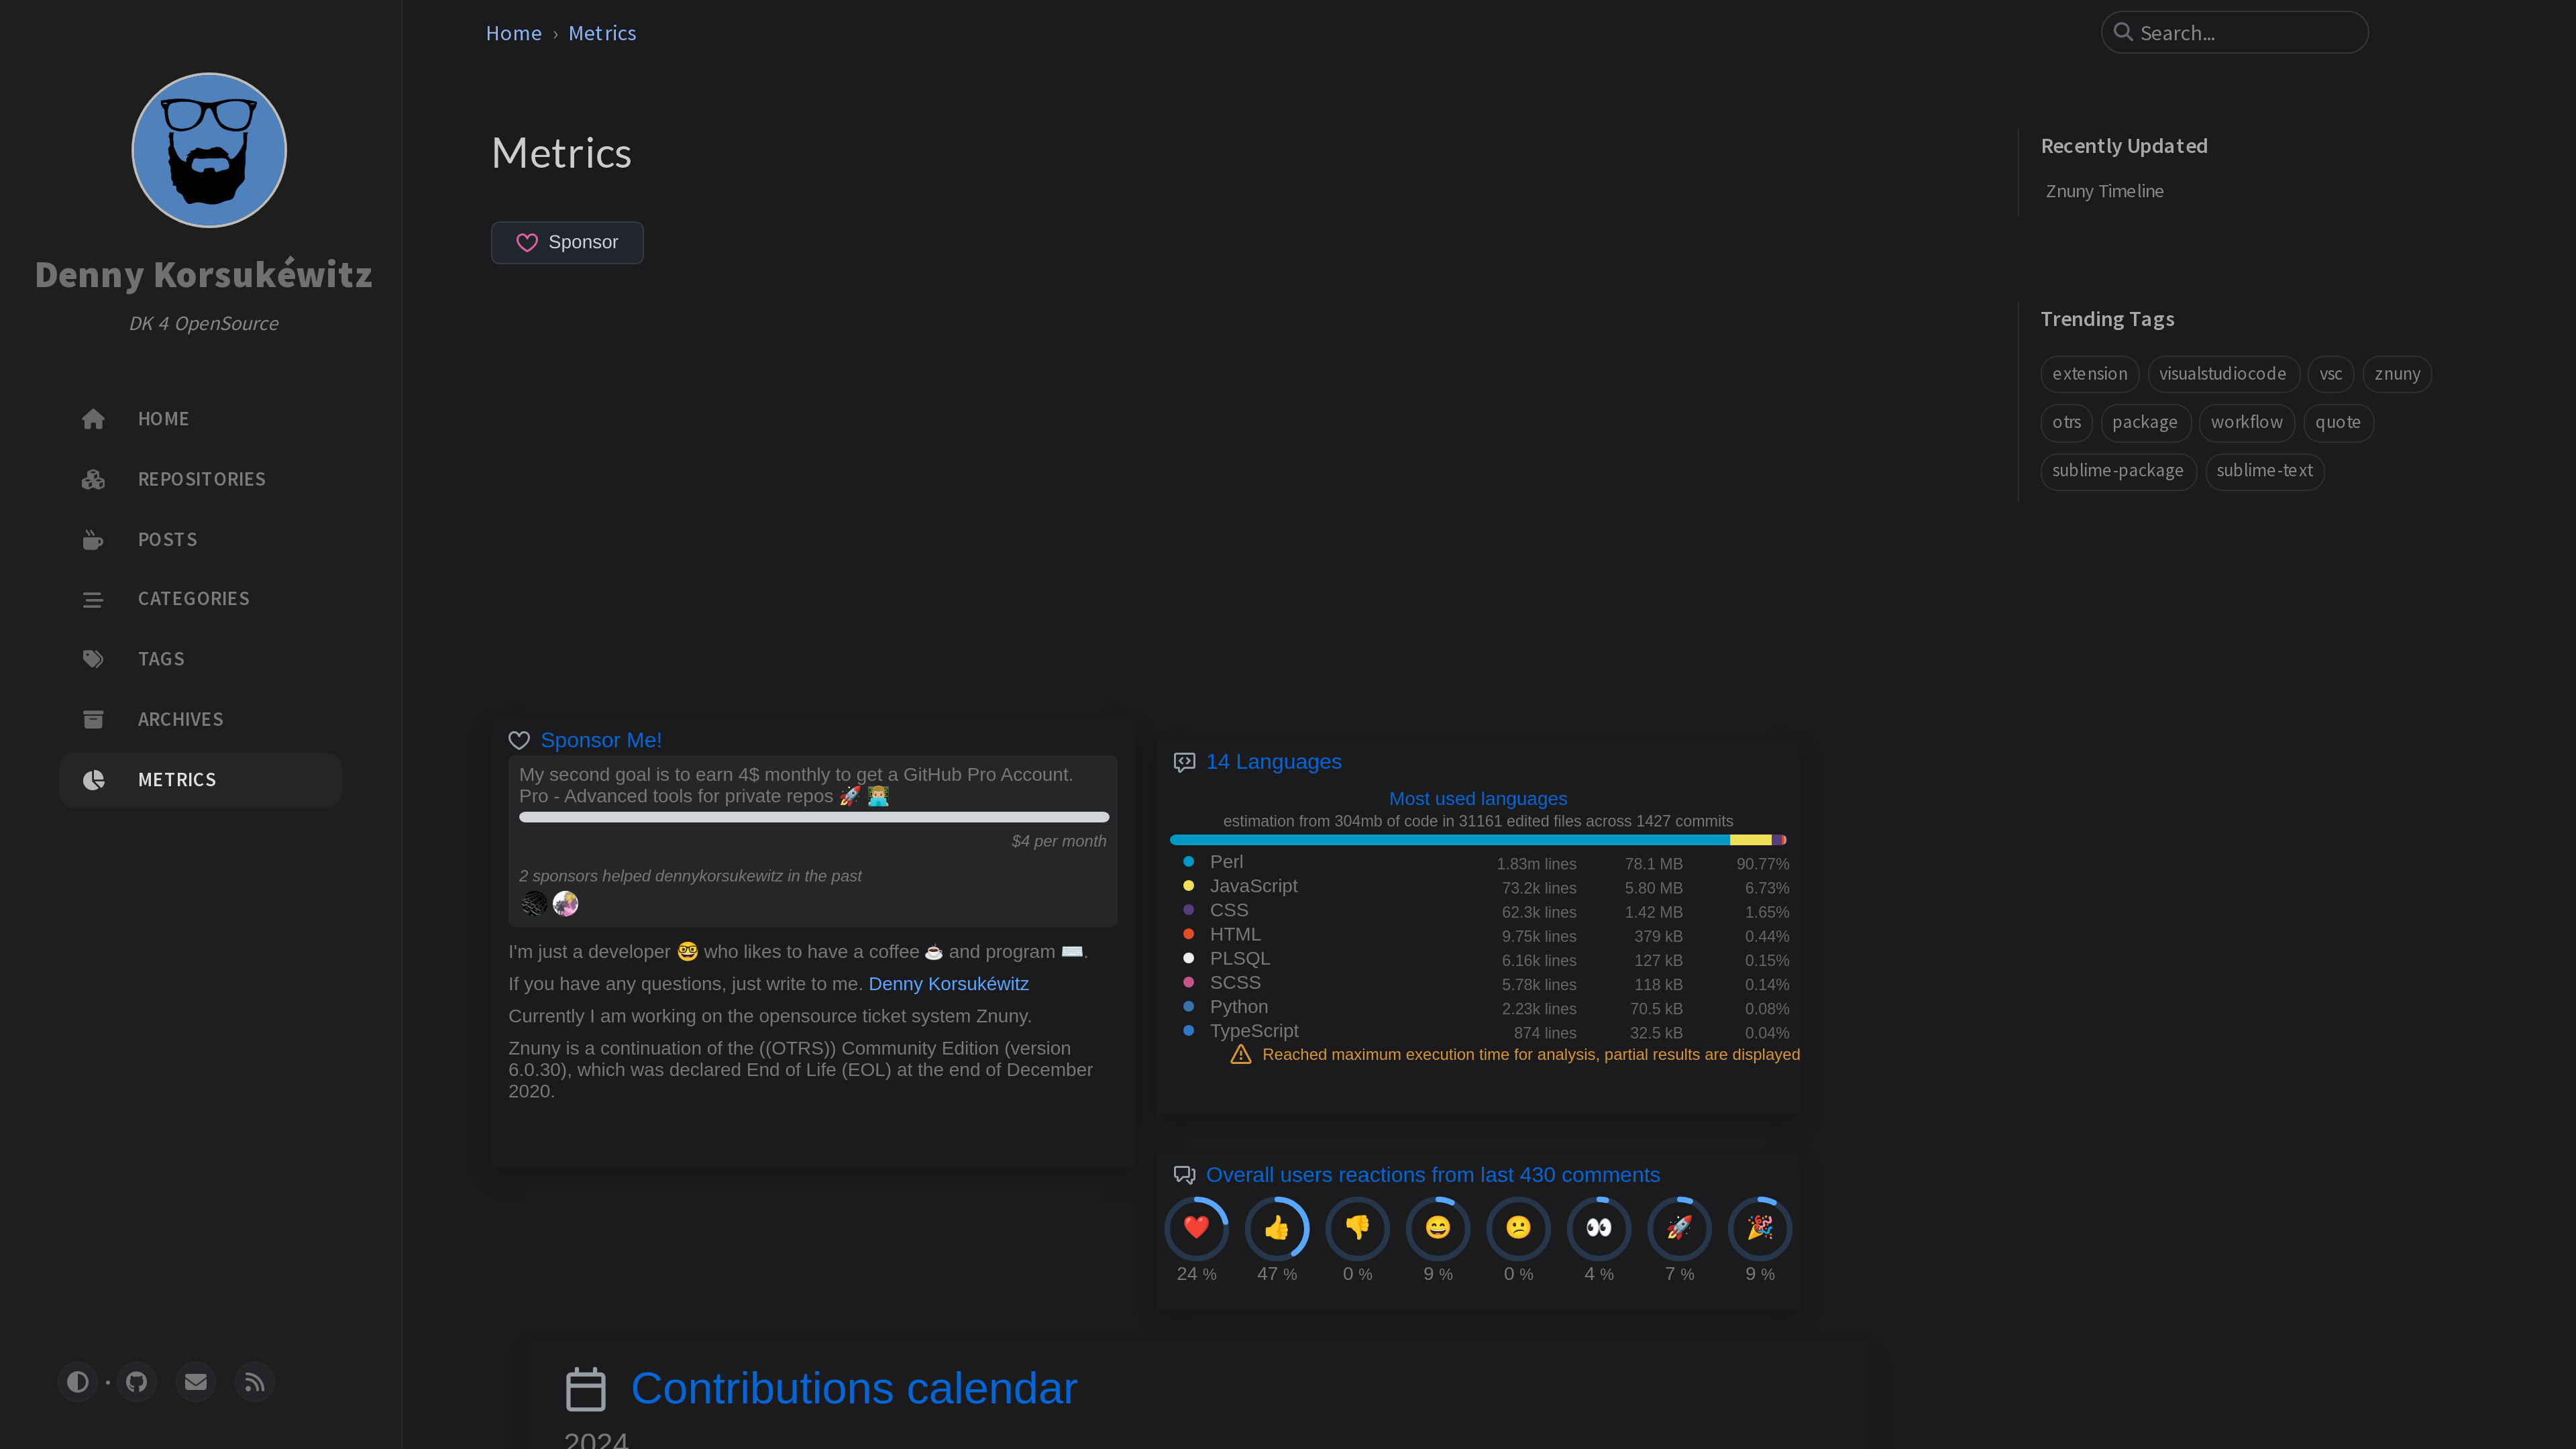 Denny Korsukéwitz
DK 4 OpenSource
HOME
REPOSITORIES
POSTS
CATEGORIES
TAGS
ARCHIVES
METRICS
Home › Metrics
Search...
Metrics
Sponsor
Sponsor Me!
My second goal is to earn 4$ monthly to get a GitHub Pro Account.
Pro - Advanced tools for private repos 🚀 👨🏼‍💻
$4 per month
2 sponsors helped dennykorsukewitz in the past
I'm just a developer 🤓 who likes to have a coffee ☕ and program ⌨️.
If you have any questions, just write to me. Denny Korsukéwitz
Currently I am working on the opensource ticket system Znuny.
Znuny is a continuation of the ((OTRS)) Community Edition (version
6.0.30), which was declared End of Life (EOL) at the end of December
2020.
14 Languages
Most used languages
estimation from 304mb of code in 31161 edited files across 1427 commits
Perl 1.83m lines 78.1 MB 90.77%
JavaScript 73.2k lines 5.80 MB 6.73%
CSS 62.3k lines 1.42 MB 1.65%
HTML 9.75k lines 379 kB 0.44%
PLSQL 6.16k lines 127 kB 0.15%
SCSS 5.78k lines 118 kB 0.14%
Python 2.23k lines 70.5 kB 0.08%
TypeScript 874 lines 32.5 kB 0.04%
Reached maximum execution time for analysis, partial results are displayed
Overall users reactions from last 430 comments
24 % 47 % 0 % 9 % 0 % 4 % 7 % 9 %
Contributions calendar
2024
Recently Updated
Znuny Timeline
Trending Tags
extension visualstudiocode vsc znuny
otrs package workflow quote
sublime-package sublime-text